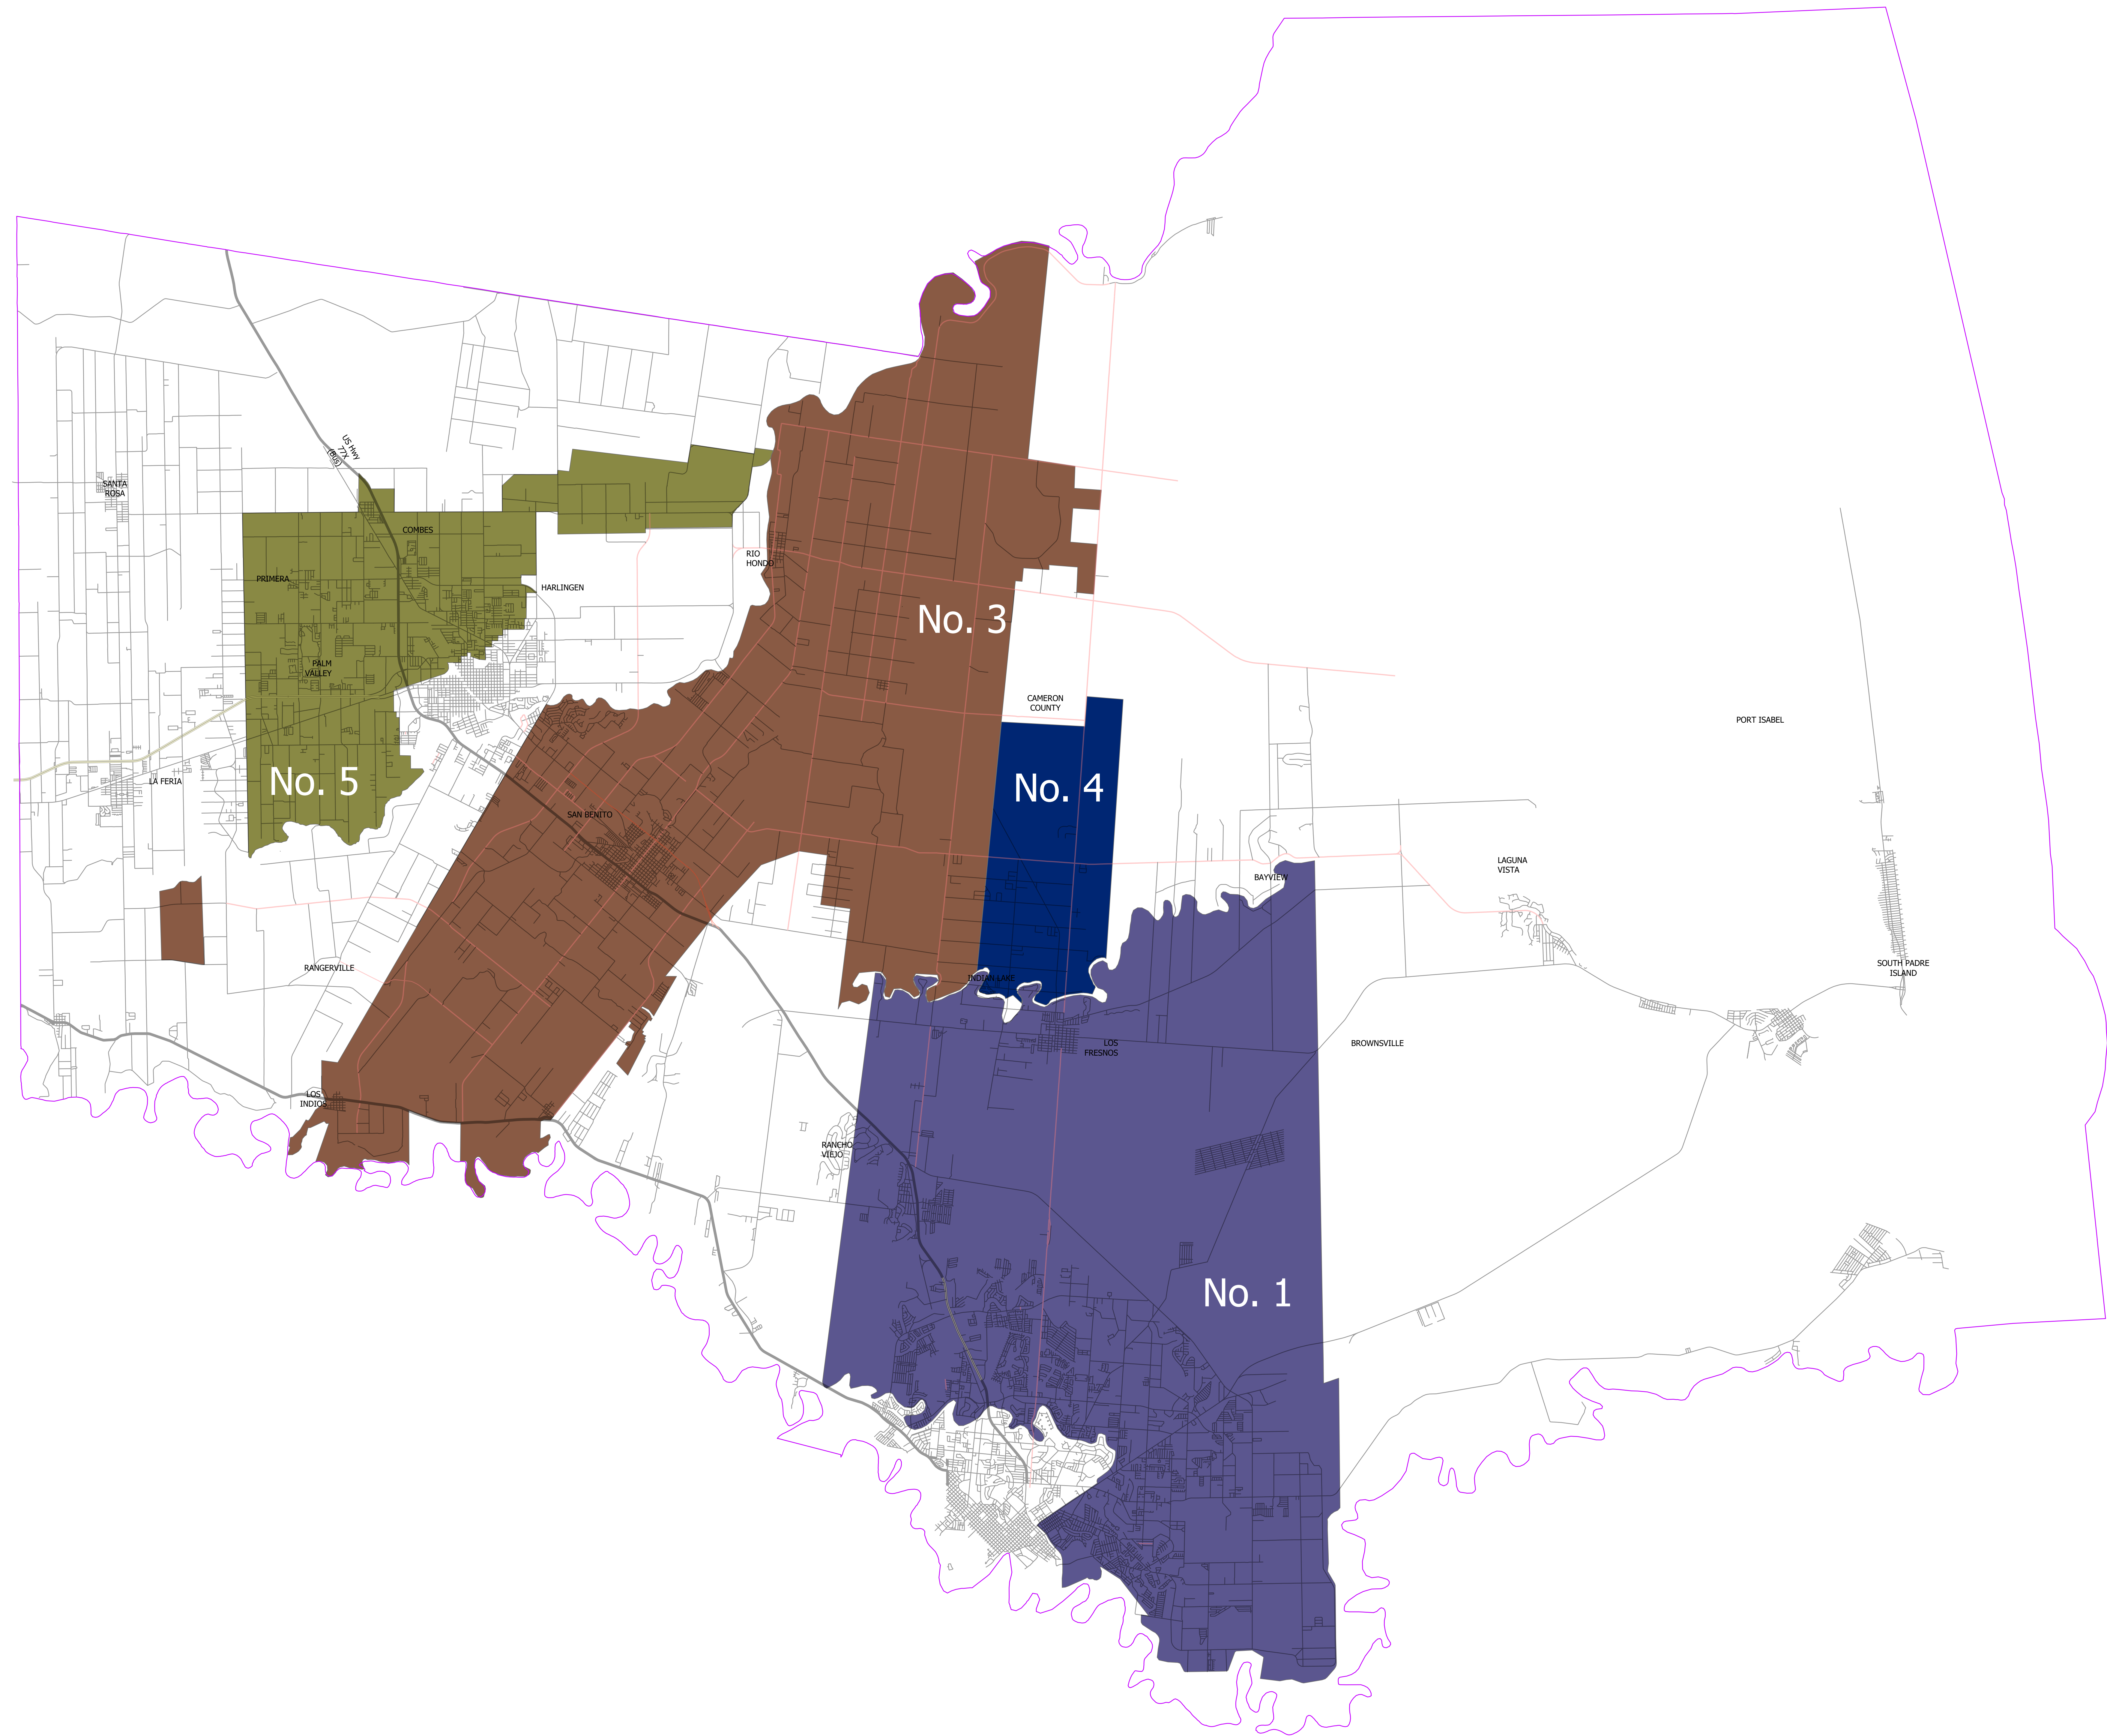 US Hwy
77X
(Bus)
SANTA
ROSA
COMBES
PRIMERA
HARLINGEN
RIO
HONDO
No. 3
PALM
VALLEY
CAMERON
COUNTY
PORT ISABEL
No. 5
LA FERIA
No. 4
SAN BENITO
LAGUNA
VISTA
BAYVIEW
RANGERVILLE
INDIAN LAKE
SOUTH PADRE
ISLAND
LOS
FRESNOS
BROWNSVILLE
LOS
INDIOS
RANCHO
VIEJO
No. 1